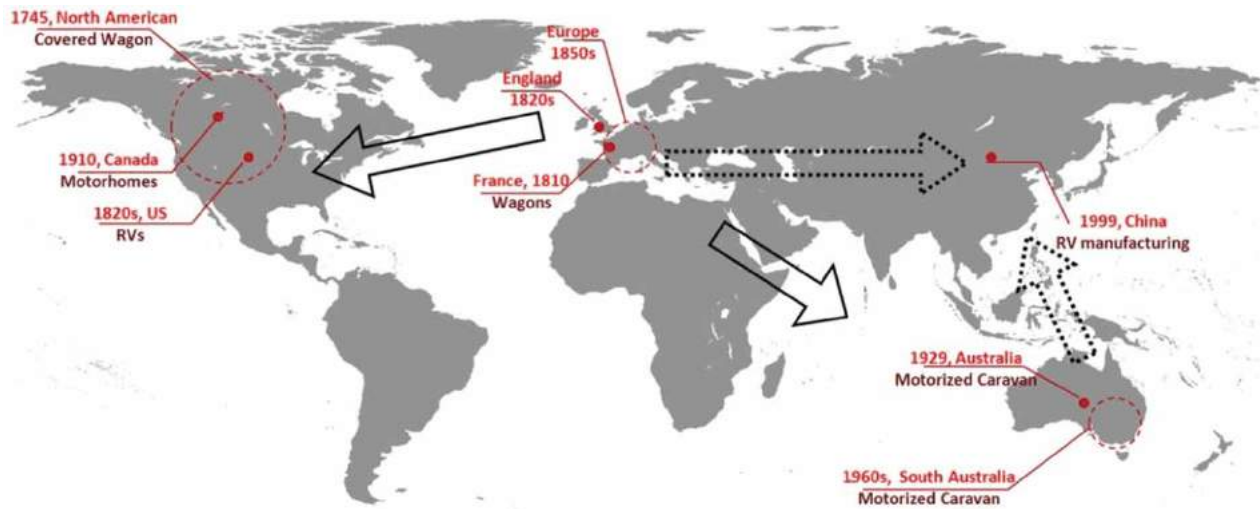 1745, North American
Covered Wagon
1910, Canada
Motorhomes
1820s, US
RVs
Europe
1850s
England
1820s
France, 1810
Wagons
1999, China
RV manufacturing
1929, Australia
Motorized Caravan
1960s, South Australia
Motorized Caravan